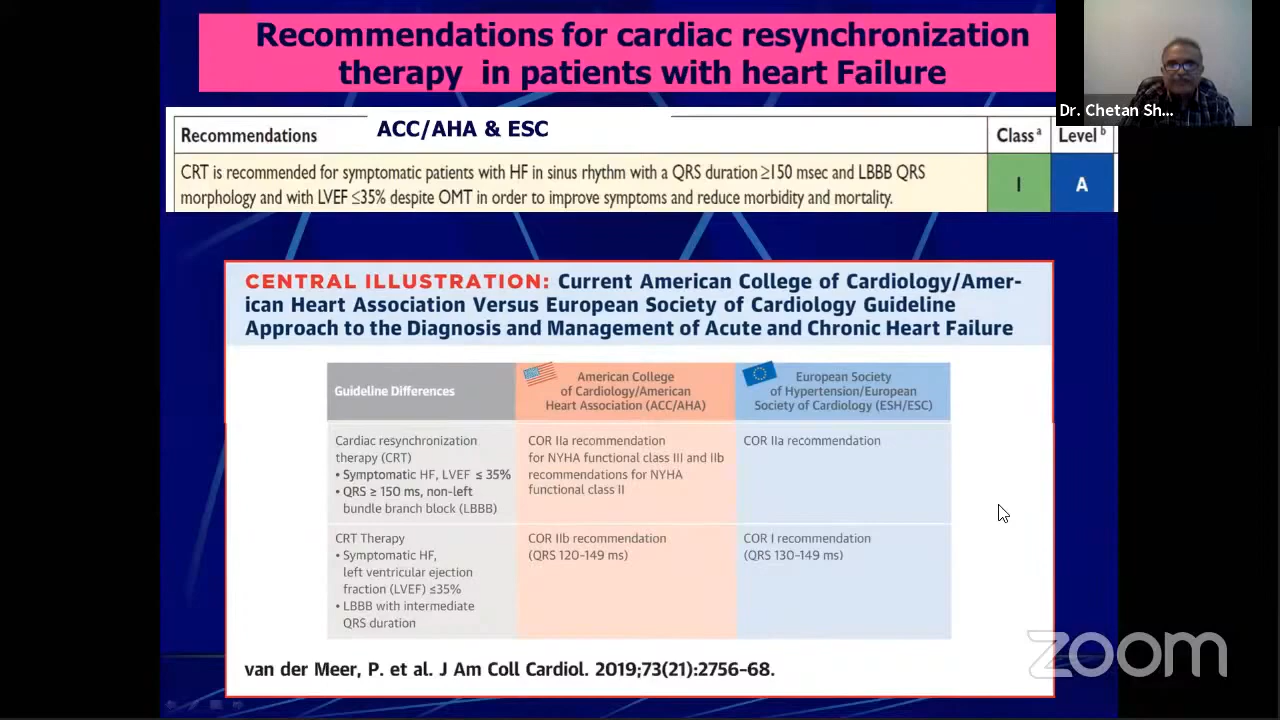 Recommendations for cardiac resynchronization
therapy in patients with heart Failure
Dr. Chetan Sh...
Recommendations
ACC/AHA & ESC
Class a
Level b
CRT is recommended for symptomatic patients with HF in sinus rhythm with a QRS duration ≥150 msec and LBBB QRS
morphology and with LVEF ≤35% despite OMT in order to improve symptoms and reduce morbidity and mortality.
I
A
CENTRAL ILLUSTRATION: Current American College of Cardiology/Amer-
ican Heart Association Versus European Society of Cardiology Guideline
Approach to the Diagnosis and Management of Acute and Chronic Heart Failure
Guideline Differences
American College
of Cardiology/American
Heart Association (ACC/AHA)
European Society
of Hypertension/European
Society of Cardiology (ESH/ESC)
Cardiac resynchronization
therapy (CRT)
• Symptomatic HF, LVEF ≤ 35%
• QRS ≥ 150 ms, non-left
bundle branch block (LBBB)
COR IIa recommendation
for NYHA functional class III and IIb
recommendations for NYHA
functional class II
COR IIa recommendation
CRT Therapy
• Symptomatic HF,
left ventricular ejection
fraction (LVEF) ≤35%
• LBBB with intermediate
QRS duration
COR IIb recommendation
(QRS 120-149 ms)
COR I recommendation
(QRS 130-149 ms)
van der Meer, P. et al. J Am Coll Cardiol. 2019;73(21):2756-68.
zoom